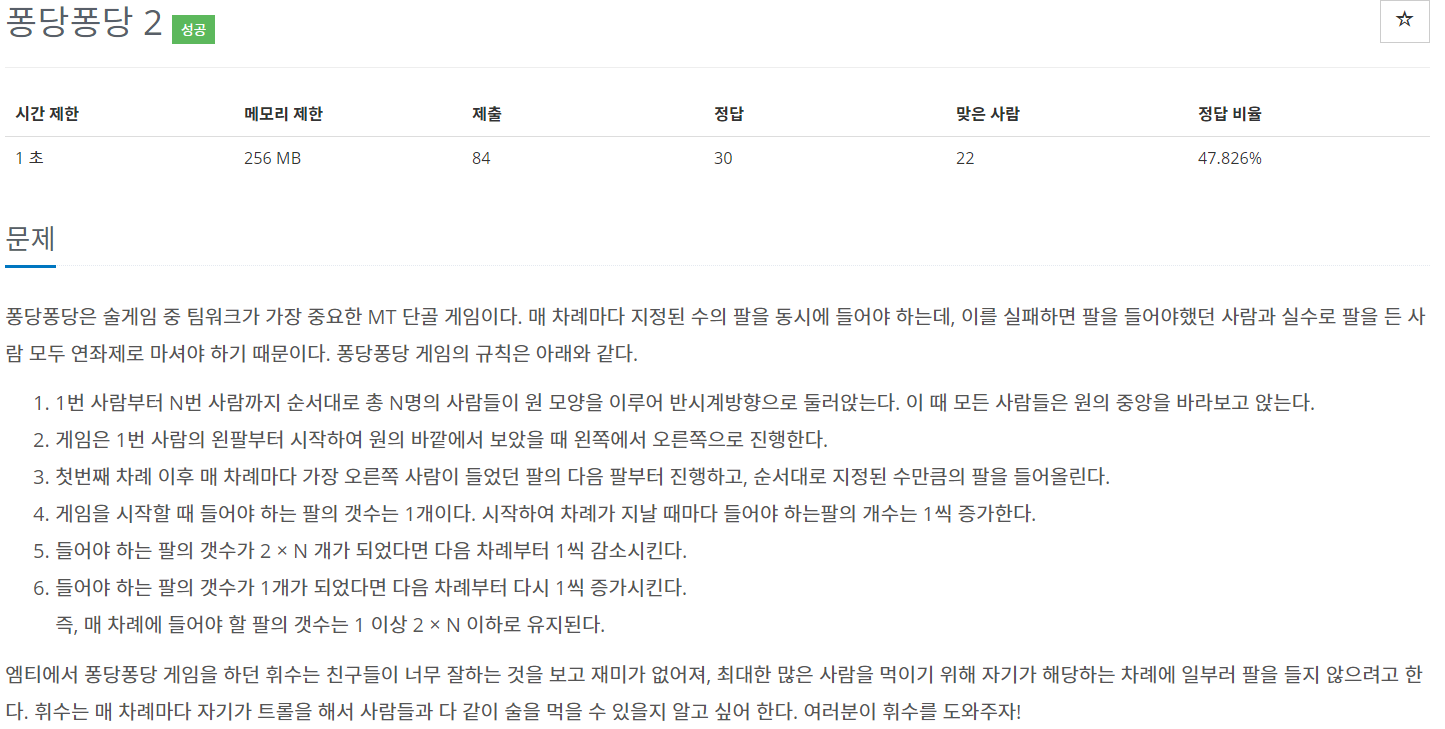 퐁당퐁당 2 성공
☆
시간 제한 메모리 제한 제출 정답 맞은 사람 정답 비율
1 초 256 MB 84 30 22 47.826%
문제
퐁당퐁당은 술게임 중 팀워크가 가장 중요한 MT 단골 게임이다. 매 차례마다 지정된 수의 팔을 동시에 들어야 하는데, 이를 실패하면 팔을 들어야했던 사람과 실수로 팔을 든 사
람 모두 연좌제로 마셔야 하기 때문이다. 퐁당퐁당 게임의 규칙은 아래와 같다.
1. 1번 사람부터 N번 사람까지 순서대로 총 N명의 사람들이 원 모양을 이루어 반시계방향으로 둘러앉는다. 이 때 모든 사람들은 원의 중앙을 바라보고 앉는다.
2. 게임은 1번 사람의 왼팔부터 시작하여 원의 바깥에서 보았을 때 왼쪽에서 오른쪽으로 진행한다.
3. 첫번째 차례 이후 매 차례마다 가장 오른쪽 사람이 들었던 팔의 다음 팔부터 진행하고, 순서대로 지정된 수만큼의 팔을 들어올린다.
4. 게임을 시작할 때 들어야 하는 팔의 갯수는 1개이다. 시작하여 차례가 지날 때마다 들어야 하는팔의 개수는 1씩 증가한다.
5. 들어야 하는 팔의 갯수가 2 × N 개가 되었다면 다음 차례부터 1씩 감소시킨다.
6. 들어야 하는 팔의 갯수가 1개가 되었다면 다음 차례부터 다시 1씩 증가시킨다.
즉, 매 차례에 들어야 할 팔의 갯수는 1 이상 2 × N 이하로 유지된다.
엠티에서 퐁당퐁당 게임을 하던 휘수는 친구들이 너무 잘하는 것을 보고 재미가 없어져, 최대한 많은 사람을 먹이기 위해 자기가 해당하는 차례에 일부러 팔을 들지 않으려고 한
다. 휘수는 매 차례마다 자기가 트롤을 해서 사람들과 다 같이 술을 먹을 수 있을지 알고 싶어 한다. 여러분이 휘수를 도와주자!